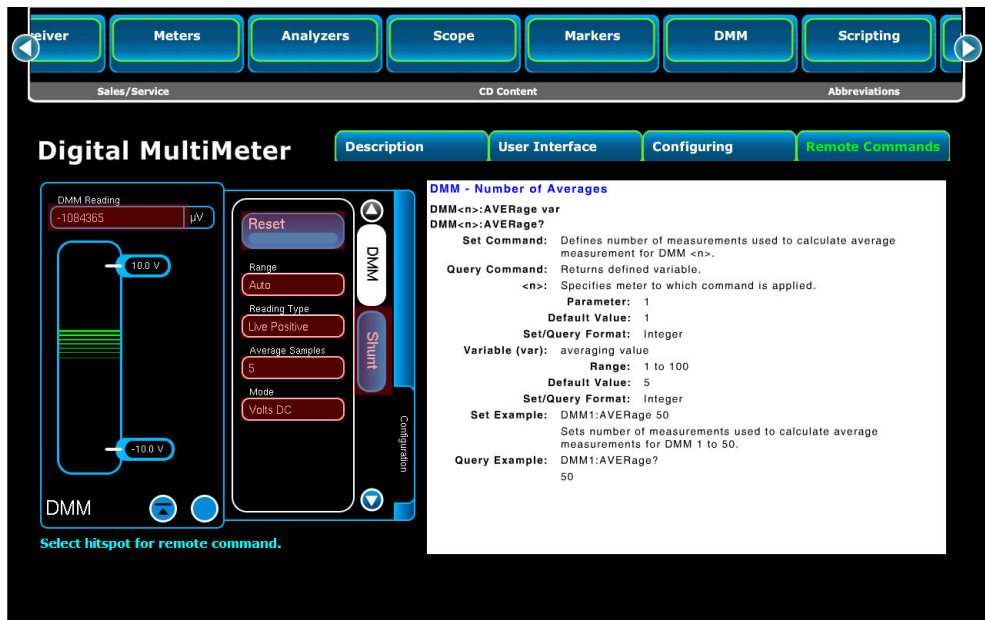 eiver
Meters
Analyzers
Scope
Markers
DMM
Scripting
Sales/Service
CD Content
Abbreviations
Digital MultiMeter
Description
User Interface
Configuring
Remote Commands
DMM Reading
-1084365
µV
10.0 V
-10.0 V
DMM
Reset
Range
Auto
Reading Type
Live Positive
Average Samples
5
Mode
Volts DC
DMM
Shunt
Configuration
Select hitspot for remote command.
DMM - Number of Averages
DMM<n>:AVERage var
DMM<n>:AVERage?
Set Command: Defines number of measurements used to calculate average
measurement for DMM <n>.
Query Command: Returns defined variable.
<n>: Specifies meter to which command is applied.
Parameter: 1
Default Value: 1
Set/Query Format: Integer
Variable (var): averaging value
Range: 1 to 100
Default Value: 5
Set/Query Format: Integer
Set Example: DMM1:AVERage 50
Sets number of measurements used to calculate average
measurements for DMM 1 to 50.
Query Example: DMM1:AVERage?
50